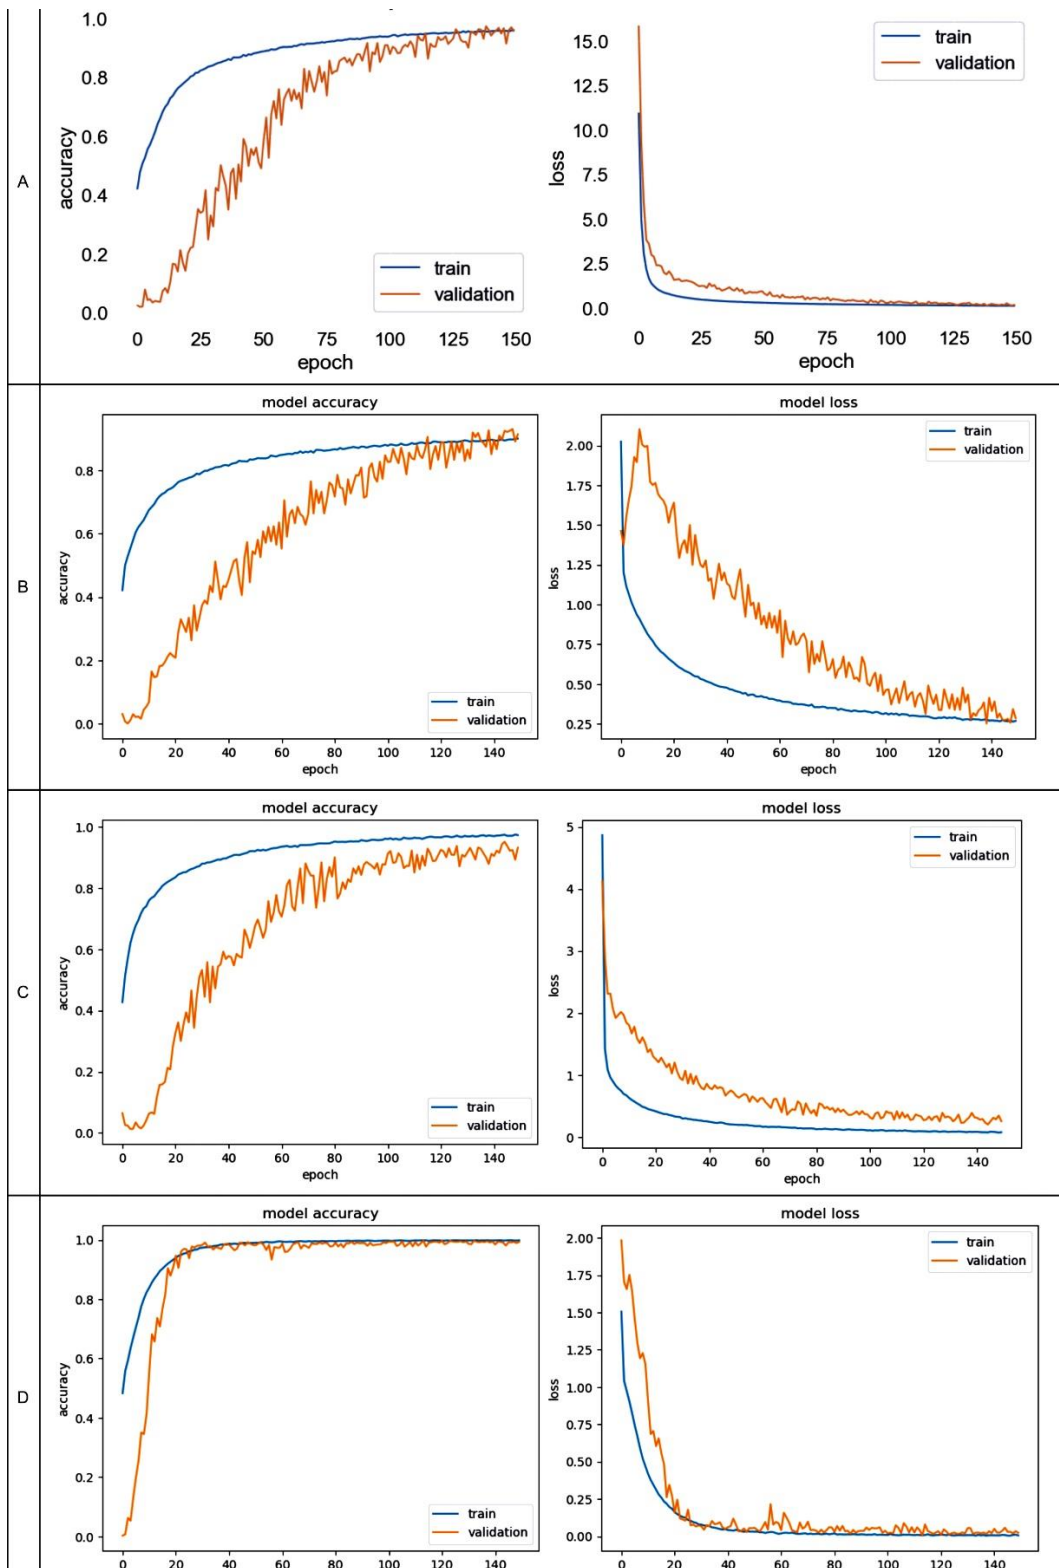 A
1.0
0.8
0.6
0.4
0.2
0.0
accuracy
train
validation
0 25 50 75 100 125 150
epoch
15.0
12.5
10.0
7.5
5.0
2.5
0.0
loss
train
validation
0 25 50 75 100 125 150
epoch
B
model accuracy
0.8
0.6
0.4
0.2
0.0
accuracy
train
validation
0 20 40 60 80 100 120 140
epoch
model loss
2.00
1.75
1.50
1.25
1.00
0.75
0.50
0.25
loss
train
validation
0 20 40 60 80 100 120 140
epoch
C
model accuracy
1.0
0.8
0.6
0.4
0.2
0.0
accuracy
train
validation
0 20 40 60 80 100 120 140
epoch
model loss
5
4
3
2
1
0
loss
train
validation
0 20 40 60 80 100 120 140
epoch
D
model accuracy
1.0
0.8
0.6
0.4
0.2
0.0
accuracy
train
validation
0 20 40 60 80 100 120 140
epoch
model loss
2.00
1.75
1.50
1.25
1.00
0.75
0.50
0.25
0.00
loss
train
validation
0 20 40 60 80 100 120 140
epoch